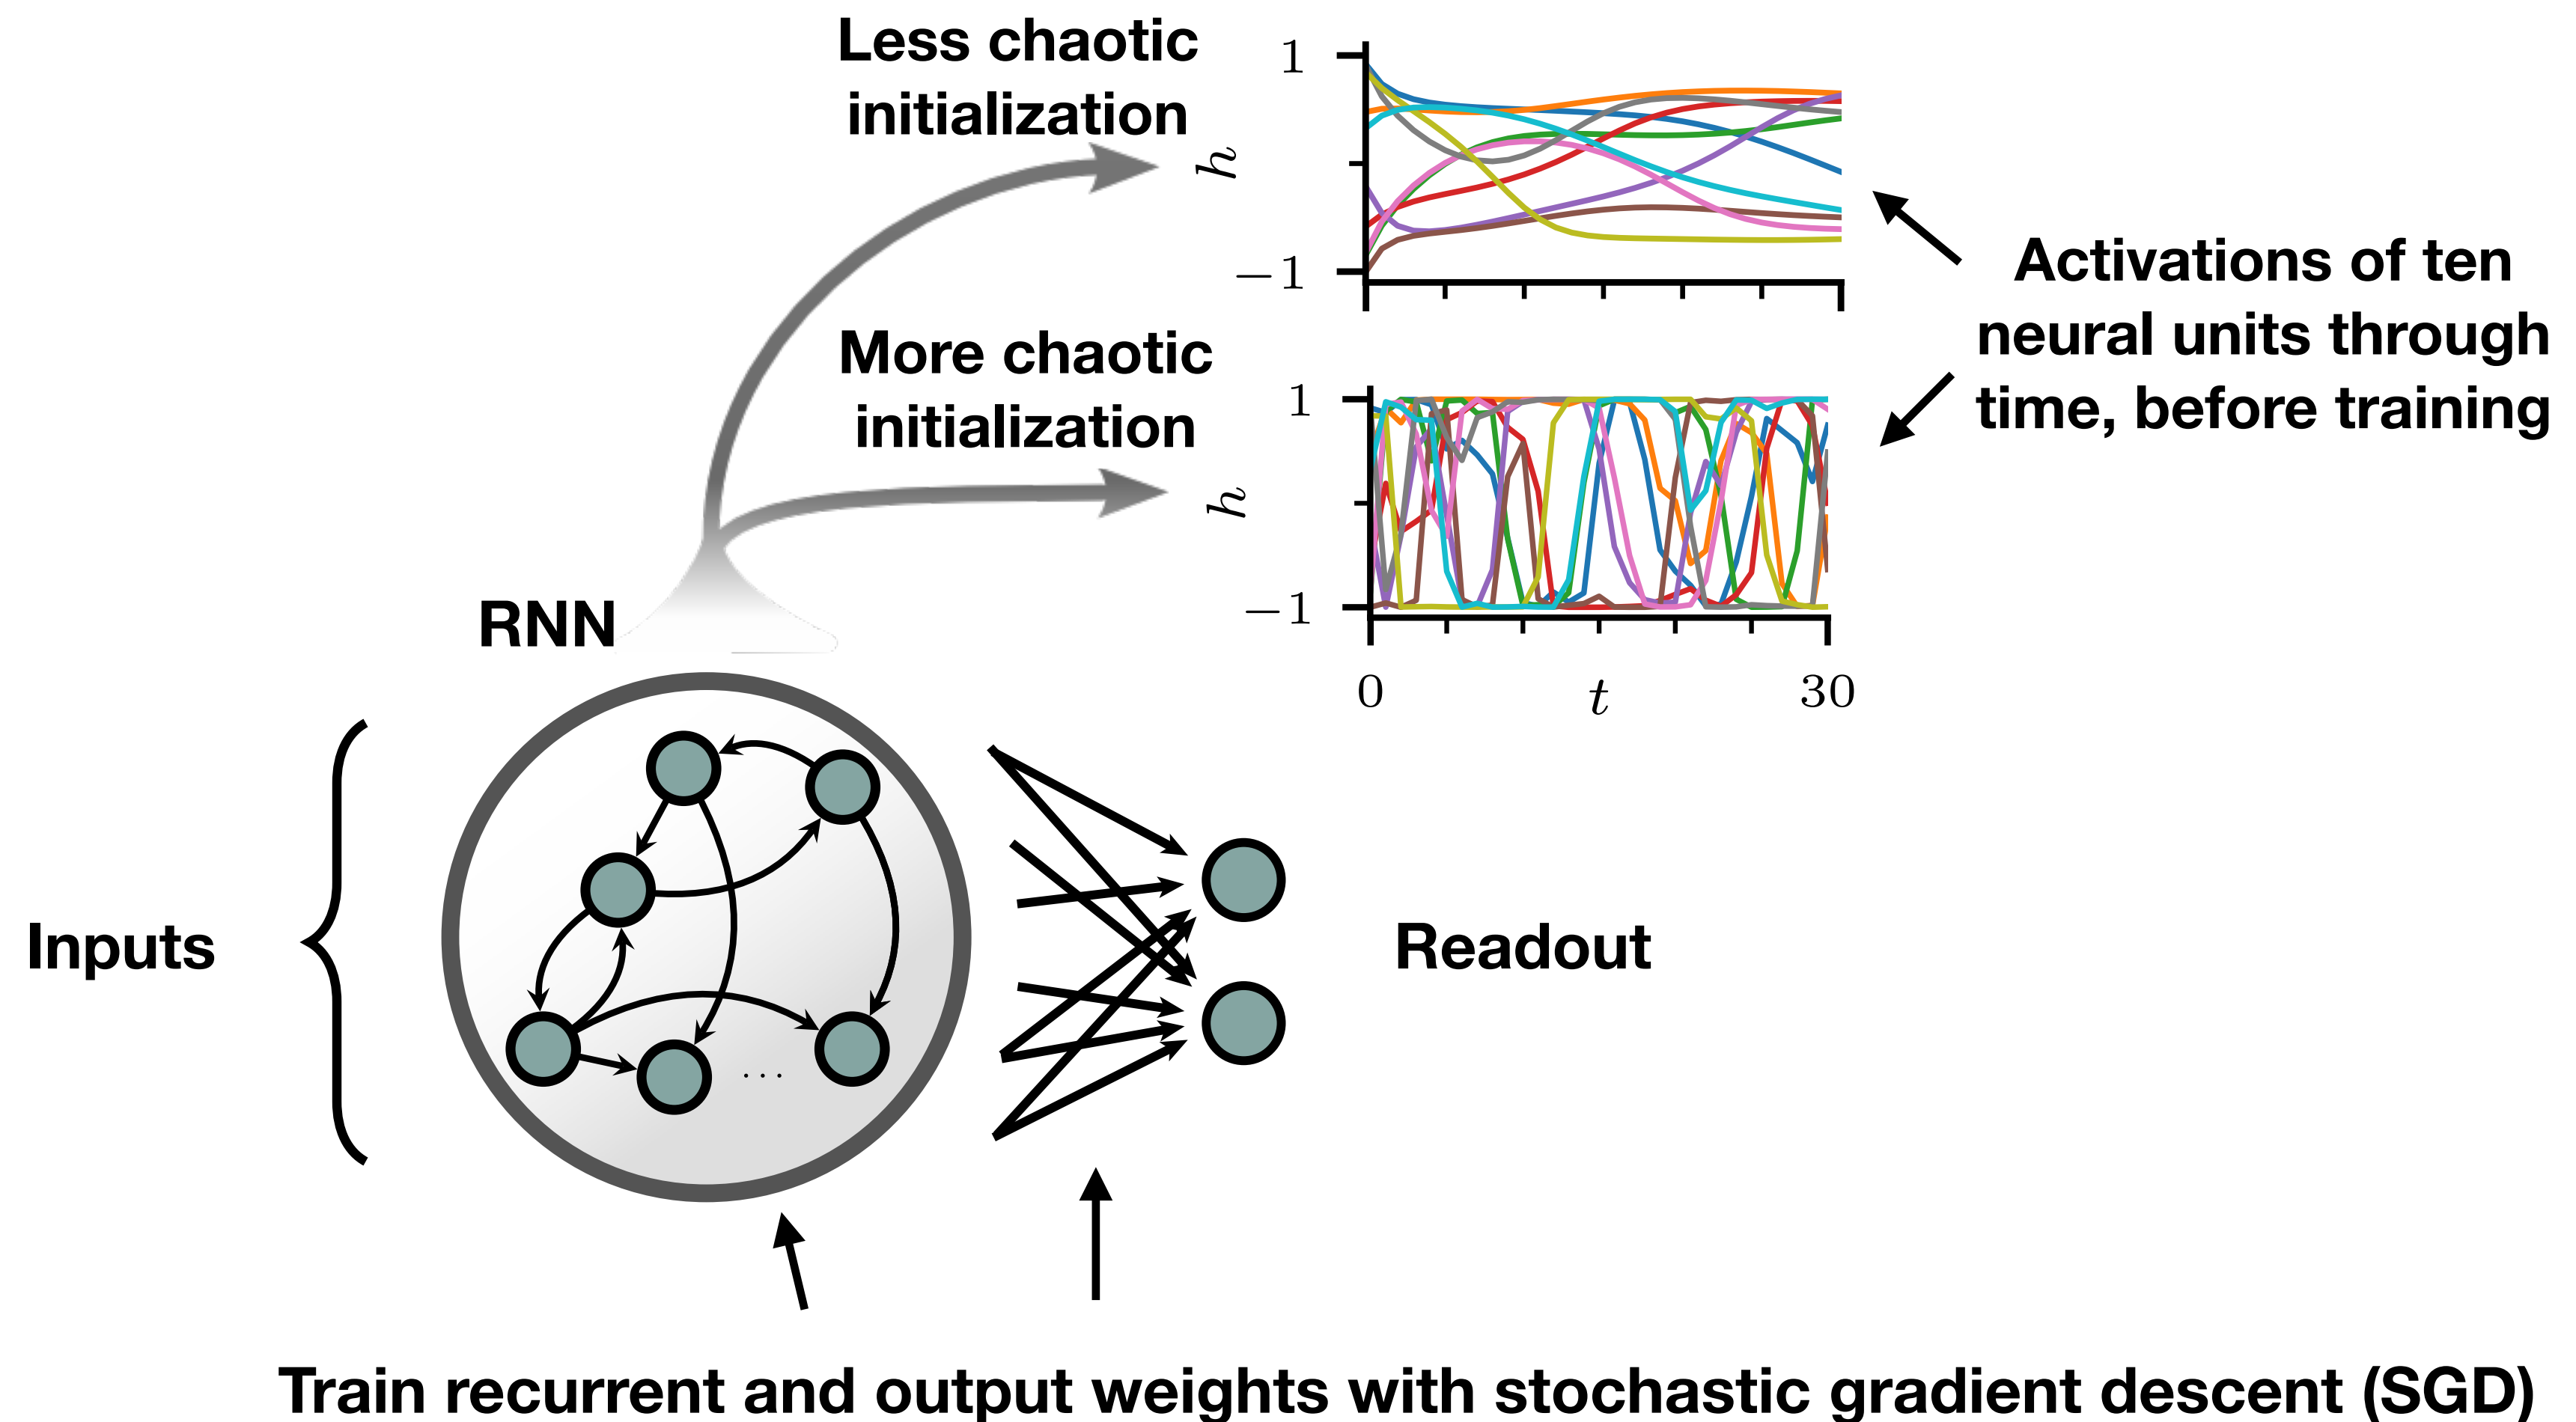 Less chaotic
initialization
1
h
−1
More chaotic
initialization
1
h
−1
0 t 30
Activations of ten
neural units through
time, before training
RNN
Inputs
...
Readout
Train recurrent and output weights with stochastic gradient descent (SGD)